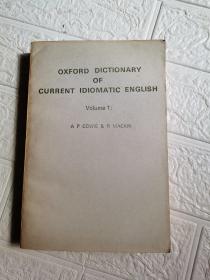 OXFORD DICTIONARY
OF
CURRENT IDIOMATIC ENGLISH
Volume 1:
A P COWIE & R MACKIN